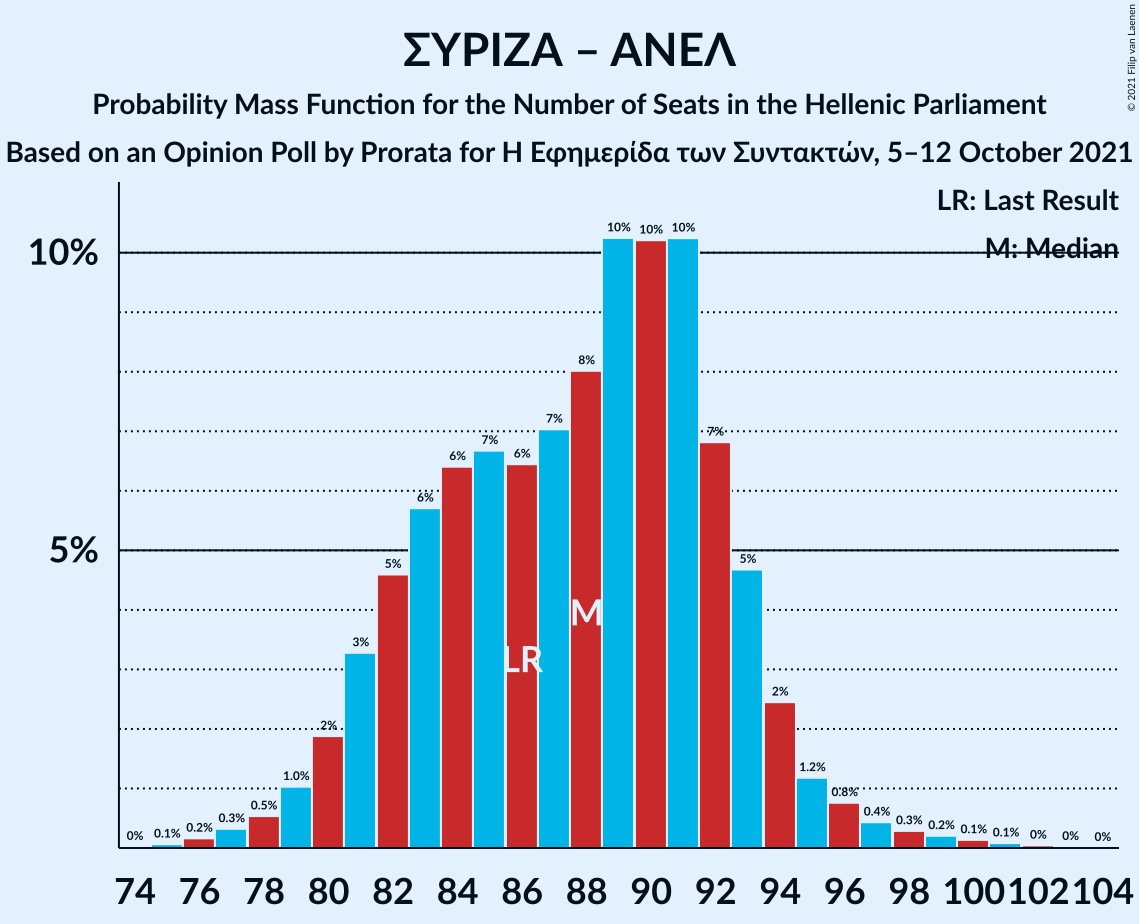 ΣΥΡΙΖΑ – ΑΝΕΛ
Probability Mass Function for the Number of Seats in the Hellenic Parliament
Based on an Opinion Poll by Prorata for Η Εφημερίδα των Συντακτών, 5–12 October 2021
© 2021 Filip van Laenen
LR: Last Result
M: Median
10%
5%
0% 0.1% 0.2% 0.3% 0.5% 1.0% 2% 3% 5% 6% 6% 7% 6% 7% 8% 10% 10% 10% 7% 5% 2% 1.2% 0.8% 0.4% 0.3% 0.2% 0.1% 0.1% 0% 0% 0%
M
LR
74 76 78 80 82 84 86 88 90 92 94 96 98 100 102 104